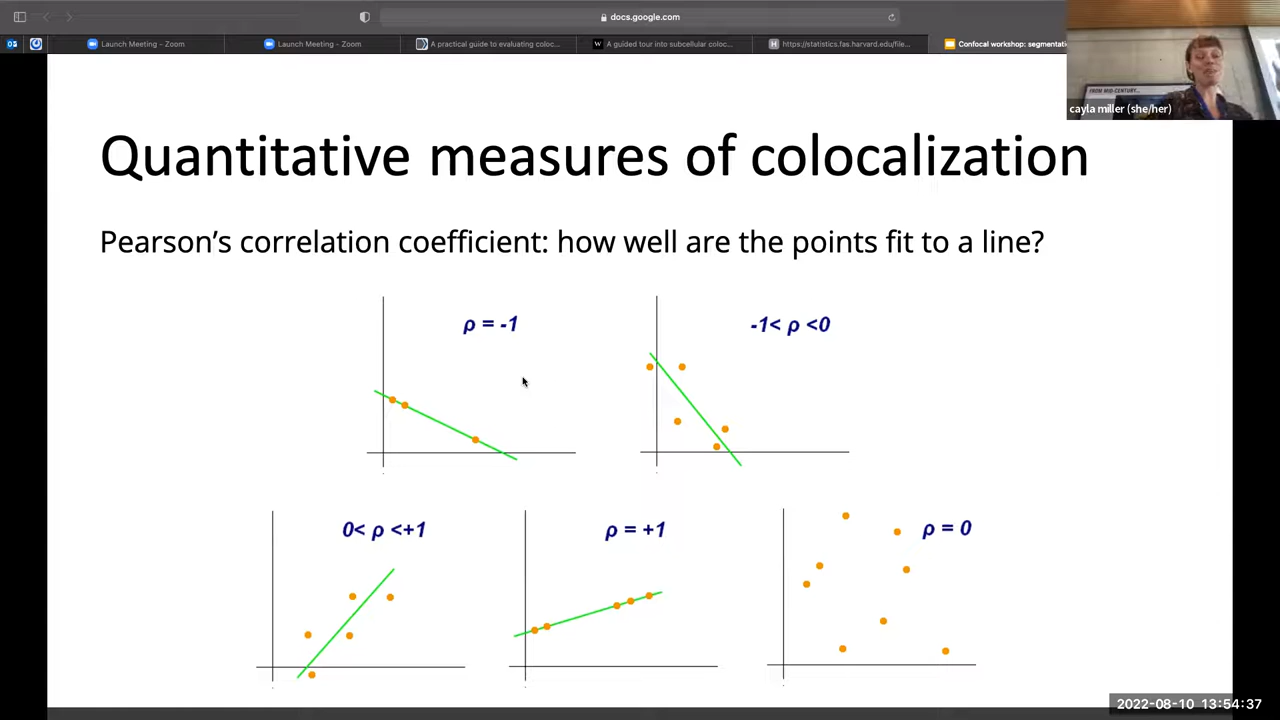 docs.google.com
Launch Meeting - Zoom
Launch Meeting - Zoom
A practical guide to evaluating coloc...
A guided tour into subcellular coloc...
https://statistics.fas.harvard.edu/file...
Confocal workshop: segmentati
FROM MID-CENTURY...
cayla miller (she/her)
Quantitative measures of colocalization
Pearson's correlation coefficient: how well are the points fit to a line?
ρ = -1
-1< ρ <0
0< ρ <+1
ρ = +1
ρ = 0
2022-08-10 13:54:37